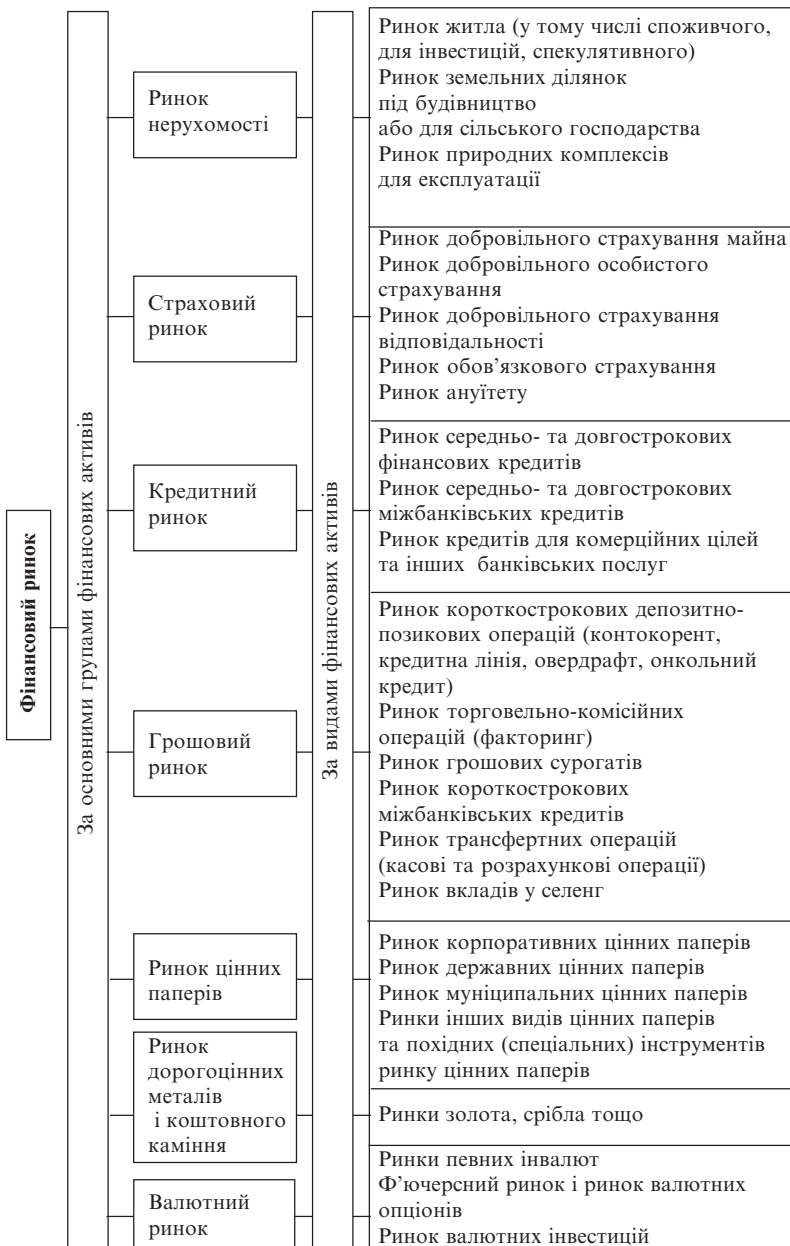 Фінансовий ринок
За основними групами фінансових активів
Ринок
нерухомості
Страховий
ринок
Кредитний
ринок
Грошовий
ринок
Ринок цінних
паперів
Ринок
дорогоцінних
металів
і коштовного
каміння
Валютний
ринок
За видами фінансових активів
Ринок житла (у тому числі споживчого,
для інвестицій, спекулятивного)
Ринок земельних ділянок
під будівництво
або для сільського господарства
Ринок природних комплексів
для експлуатації
Ринок добровільного страхування майна
Ринок добровільного особистого
страхування
Ринок добровільного страхування
відповідальності
Ринок обов’язкового страхування
Ринок ануїтету
Ринок середньо- та довгострокових
фінансових кредитів
Ринок середньо- та довгострокових
міжбанківських кредитів
Ринок кредитів для комерційних цілей
та інших банківських послуг
Ринок короткострокових депозитно-
позикових операцій (контокорент,
кредитна лінія, овердрафт, онкольний
кредит)
Ринок торговельно-комісійних
операцій (факторинг)
Ринок грошових сурогатів
Ринок короткострокових
міжбанківських кредитів
Ринок трансфертних операцій
(касові та розрахункові операції)
Ринок вкладів у селенг
Ринок корпоративних цінних паперів
Ринок державних цінних паперів
Ринок муніципальних цінних паперів
Ринки інших видів цінних паперів
та похідних (спеціальних) інструментів
ринку цінних паперів
Ринки золота, срібла тощо
Ринки певних інвалют
Ф’ючерсний ринок і ринок валютних
опціонів
Ринок валютних інвестицій